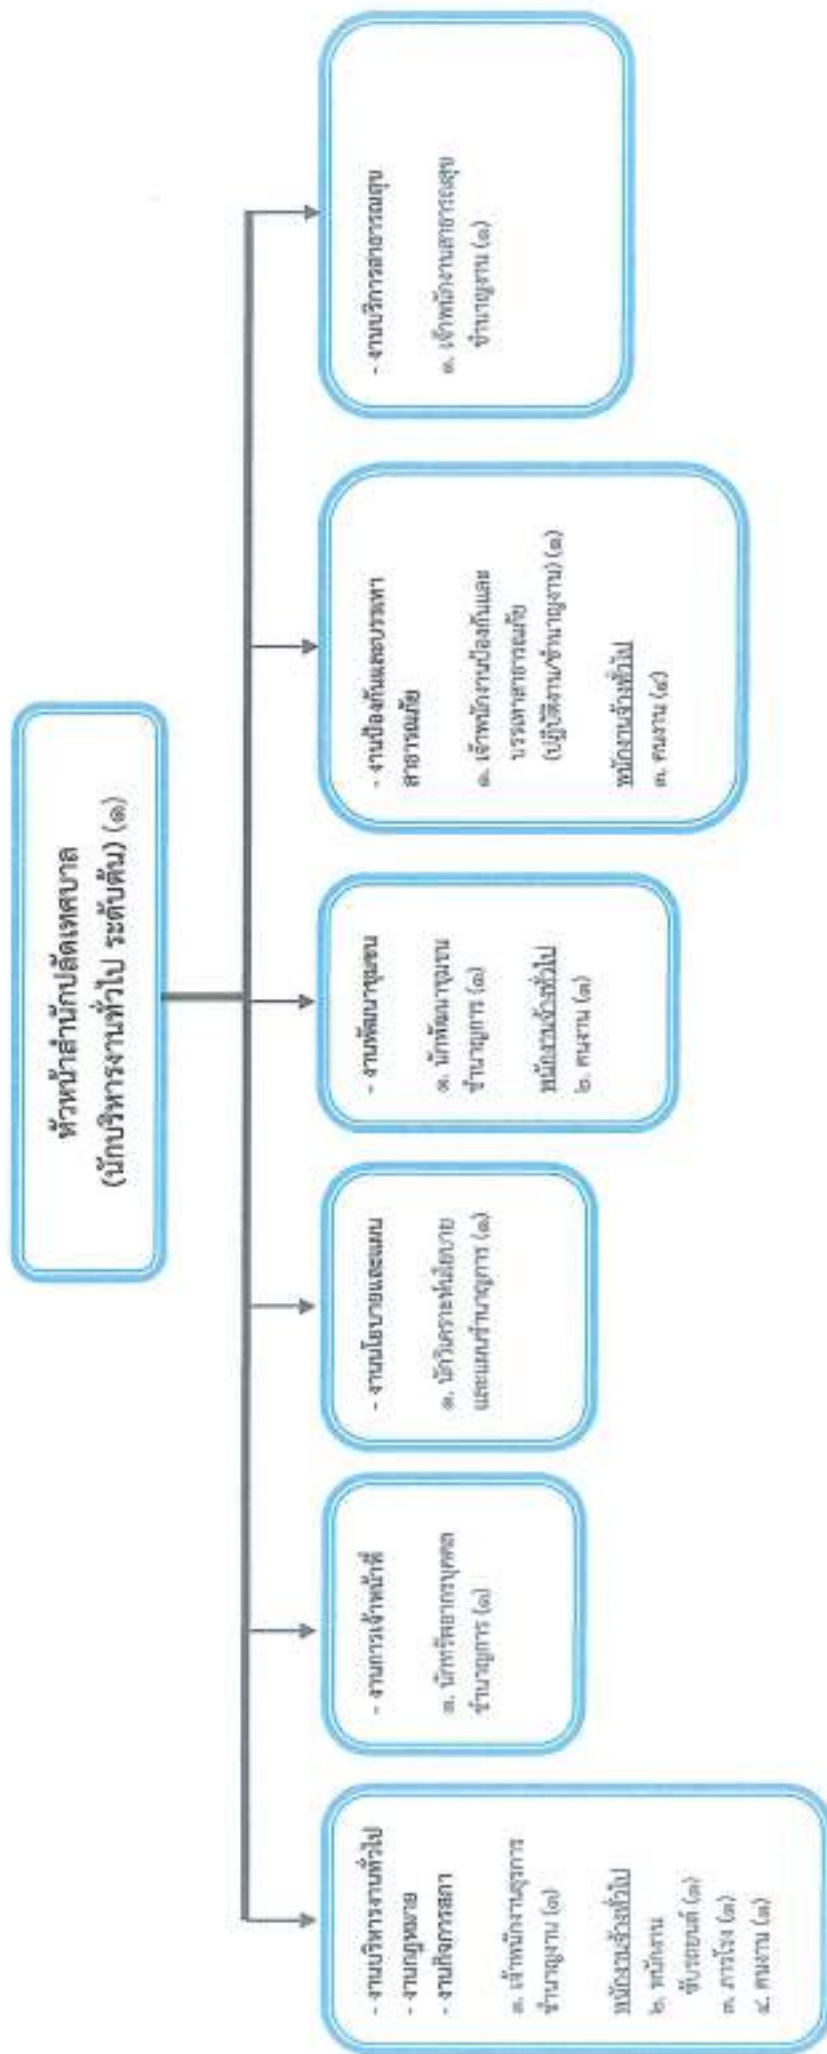 หัวหน้าสำนักปลัดเทศบาล
(นักบริหารงานทั่วไป ระดับต้น) (๑)
- งานบริหารงานทั่วไป
- งานกฎหมาย
- งานกิจการสภา
๑. เจ้าพนักงานธุรการ
ชำนาญงาน (๑)
พนักงานจ้างทั่วไป
๒. พนักงาน
ขับรถยนต์ (๑)
๓. ภารโรง (๑)
๔. คนงาน (๑)
- งานการเจ้าหน้าที่
๑. นักทรัพยากรบุคคล
ชำนาญการ (๑)
- งานนโยบายและแผน
๑. นักวิเคราะห์นโยบาย
และแผนชำนาญการ (๑)
- งานพัฒนาชุมชน
๑. นักพัฒนาชุมชน
ชำนาญการ (๑)
พนักงานจ้างทั่วไป
๒. คนงาน (๑)
- งานป้องกันและบรรเทา
สาธารณภัย
๑. เจ้าพนักงานป้องกันและ
บรรเทาสาธารณภัย
(ปฏิบัติงาน/ชำนาญงาน) (๑)
พนักงานจ้างทั่วไป
๓. คนงาน (๔)
- งานบริการสาธารณสุข
๑. เจ้าพนักงานสาธารณสุข
ชำนาญงาน (๑)